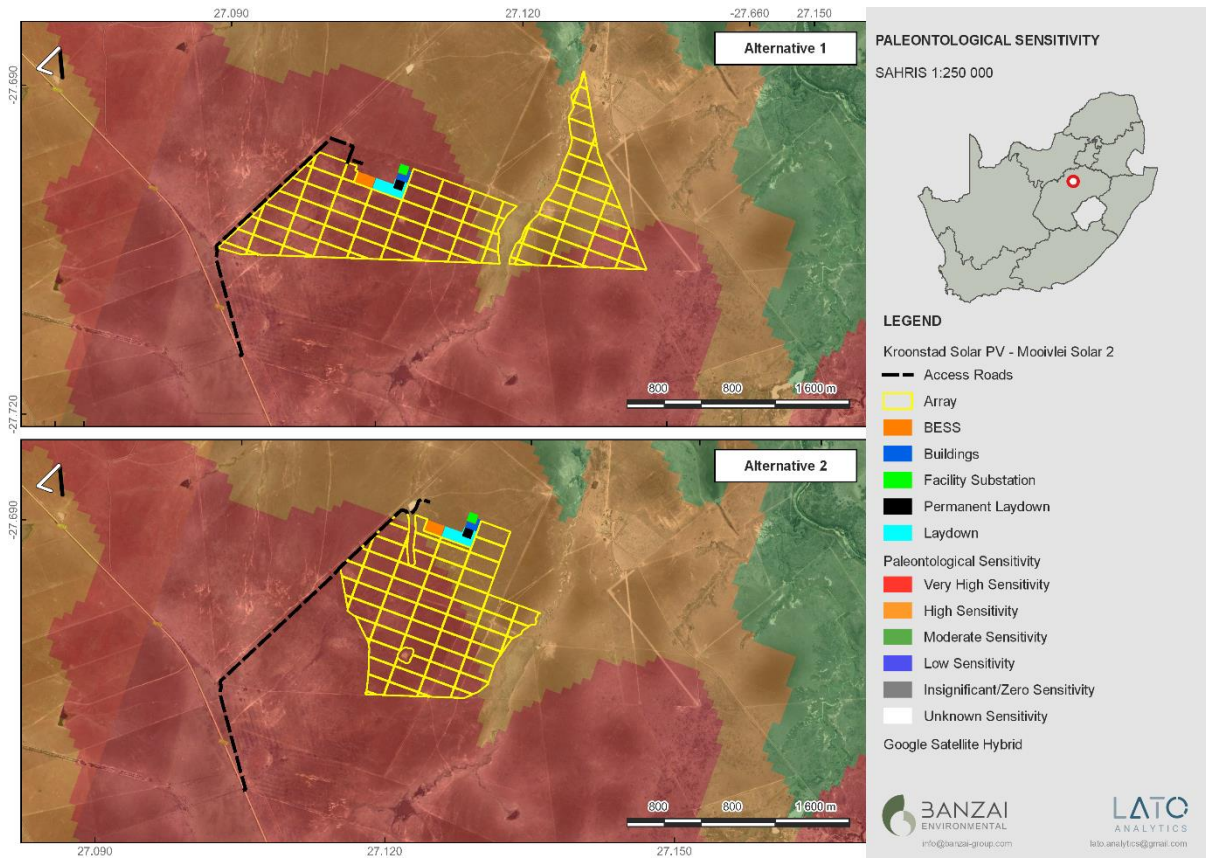 27.090
27.120
-27.660
27.150
Alternative 1
-27.690
-27.720
800
800
1 600 m
Alternative 2
-27.690
800
800
1 600 m
27.090
27.120
27.150
PALEONTOLOGICAL SENSITIVITY
SAHRIS 1:250 000
LEGEND
Kroonstad Solar PV - Mooivlei Solar 2
Access Roads
Array
BESS
Buildings
Facility Substation
Permanent Laydown
Laydown
Paleontological Sensitivity
Very High Sensitivity
High Sensitivity
Moderate Sensitivity
Low Sensitivity
Insignificant/Zero Sensitivity
Unknown Sensitivity
Google Satellite Hybrid
BANZAI
ENVIRONMENTAL
info@banzai-group.com
LATO
ANALYTICS
lato.analytics@gmail.com